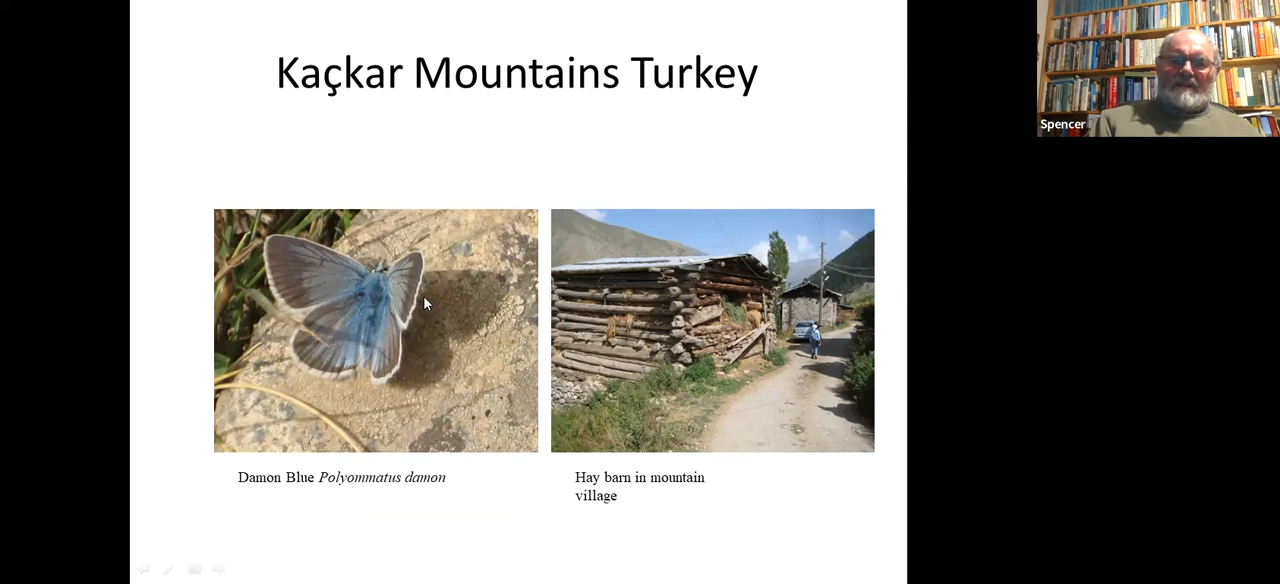 Kaçkar Mountains Turkey
Spencer
Damon Blue Polyommatus damon
Hay barn in mountain
village